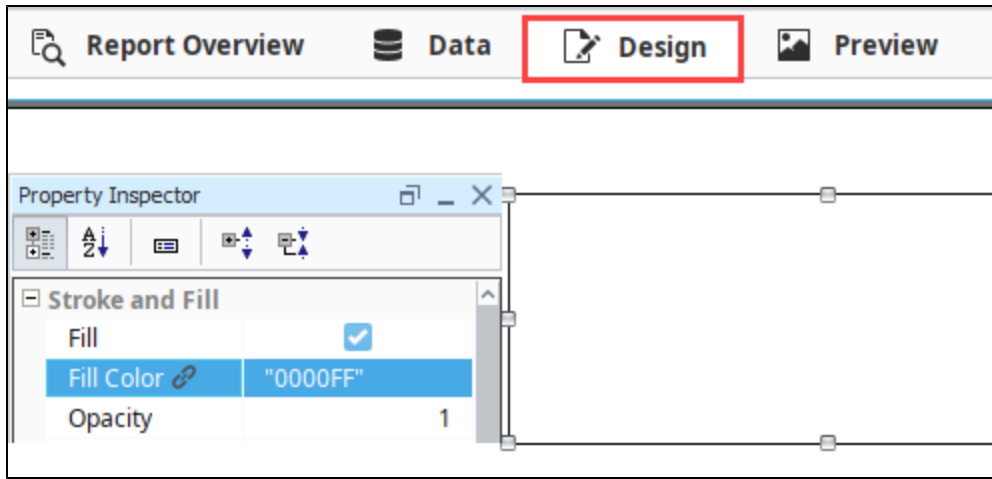 Report Overview Data Design Preview
Property Inspector
Stroke and Fill
Fill
Fill Color "0000FF"
Opacity 1